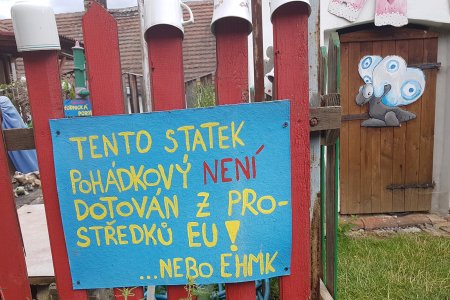 TENTO STATEK
POHÁDKOVÝ NENÍ
DOTOVÁN Z PRO-
STŘEDKŮ EU!
...NEBO EHMK